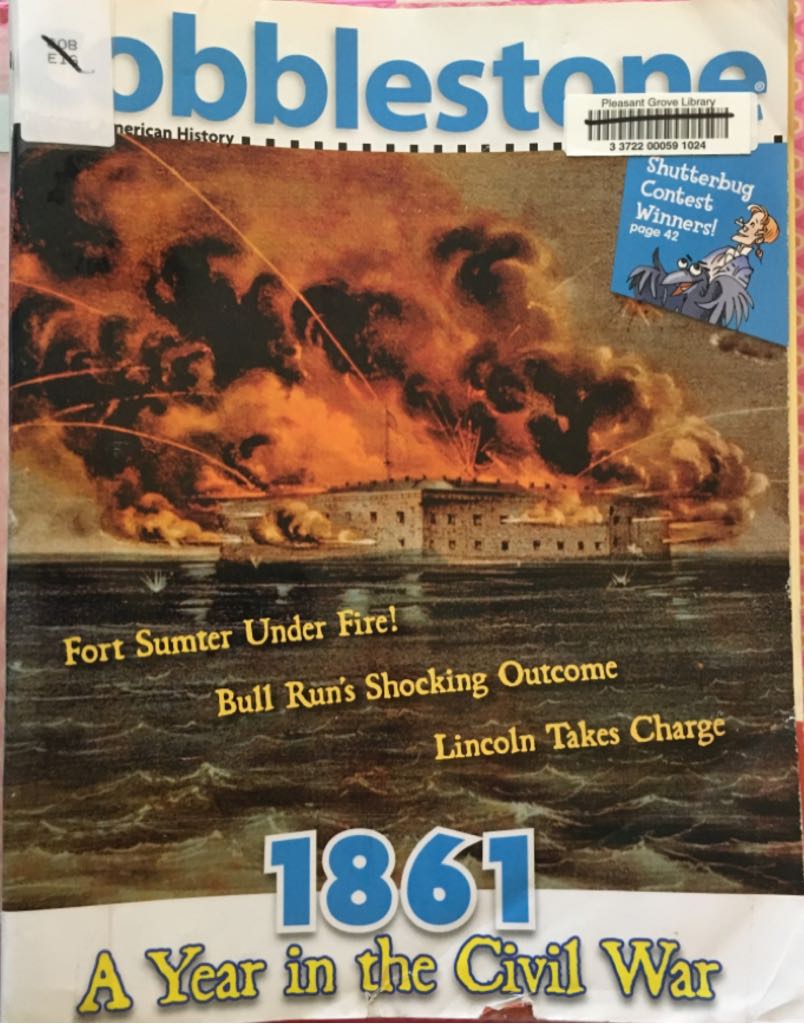 obblestone®
merican History
Pleasant Grove Library
3 3722 00059 1024
Shutterbug
Contest
Winners!
page 42
Fort Sumter Under Fire!
Bull Run's Shocking Outcome
Lincoln Takes Charge
1861
A Year in the Civil War